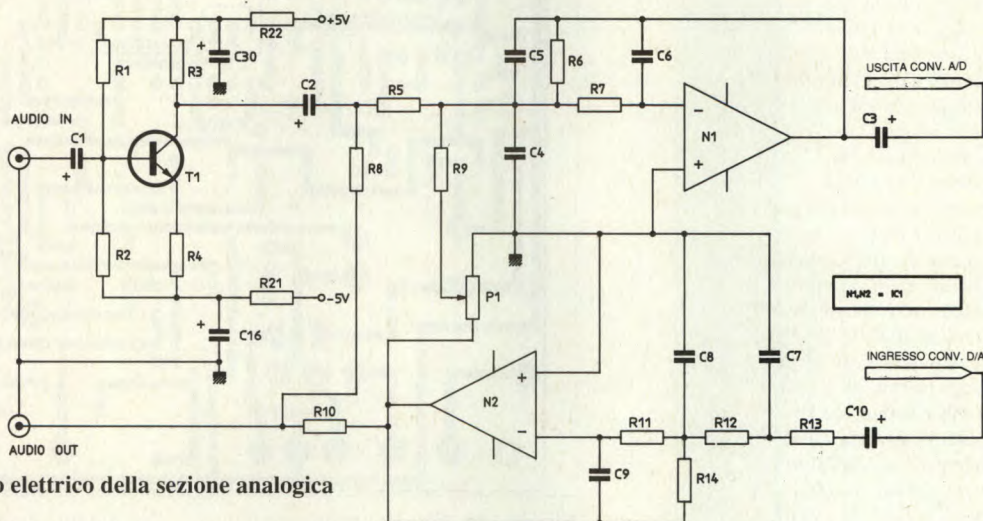 R22
+5V
C30
R1
R3
C5
R6
C6
USCITA CONV. A/D
C2
R5
R7
AUDIO IN
C1
T1
N1
C3
R8
R9
C4
R2
R4
P1
R21
-5V
N1,N2 = K1
C16
C8
C7
INGRESSO CONV. D/A
N2
R10
R11
R12
R13
C10
AUDIO OUT
C9
R14
o elettrico della sezione analogica